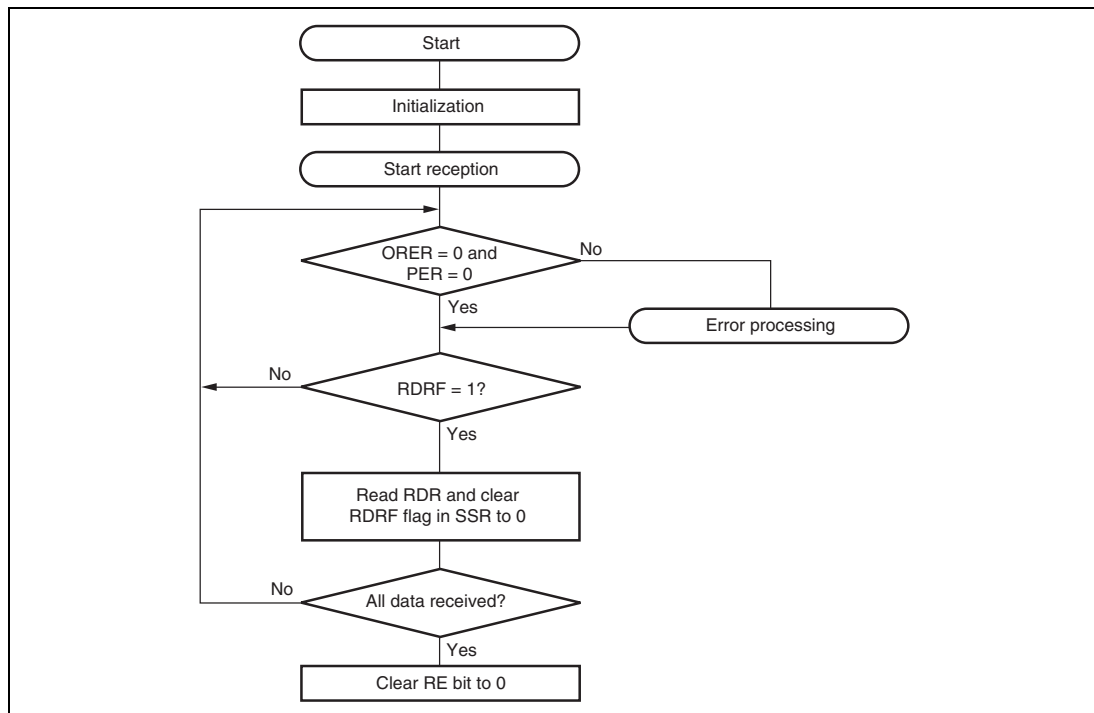 Start
Initialization
Start reception
ORER = 0 and
PER = 0
No
Yes
Error processing
No
RDRF = 1?
Yes
Read RDR and clear
RDRF flag in SSR to 0
No
All data received?
Yes
Clear RE bit to 0